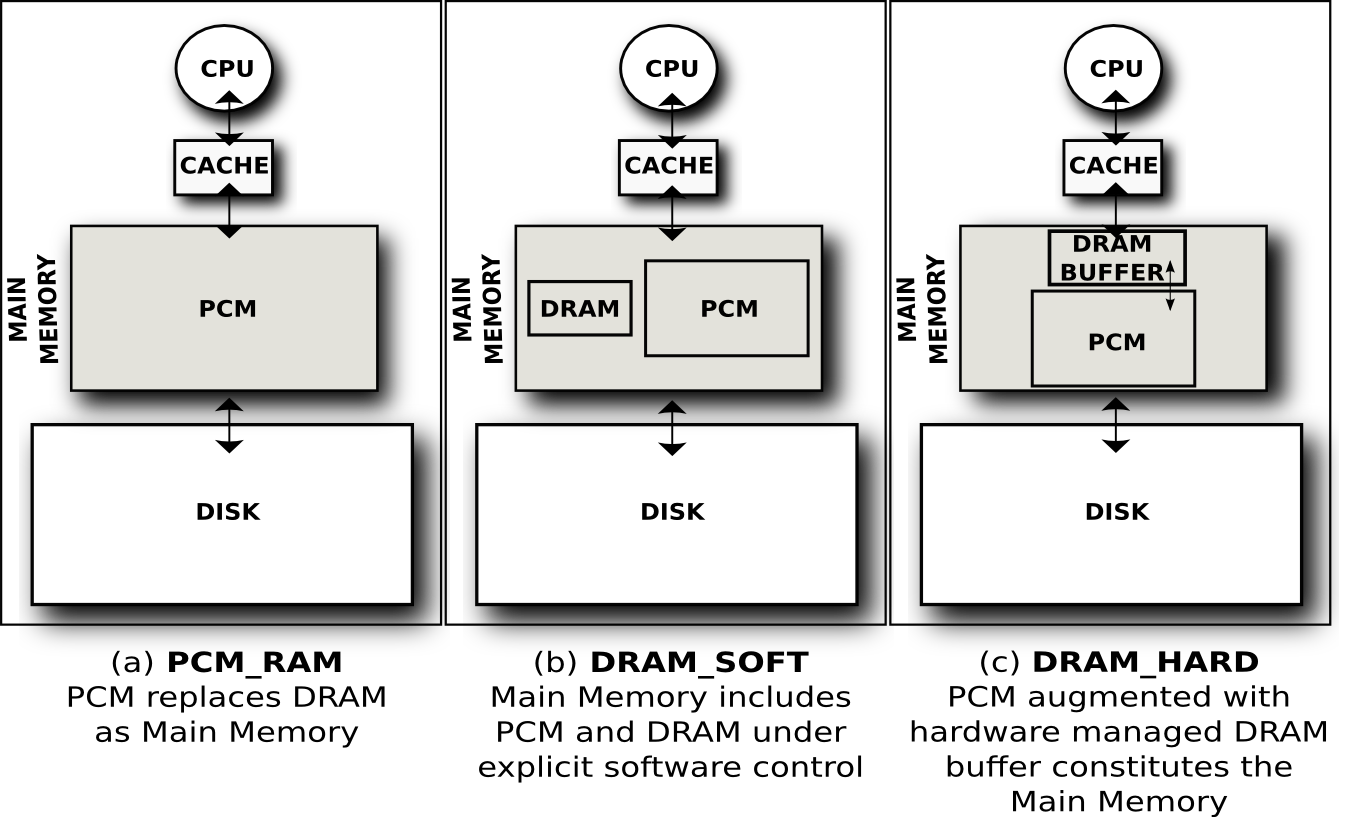 CPU
CACHE
MAIN
MEMORY
PCM
DISK
(a) PCM_RAM
PCM replaces DRAM
as Main Memory
CPU
CACHE
MAIN
MEMORY
DRAM
PCM
DISK
(b) DRAM_SOFT
Main Memory includes
PCM and DRAM under
explicit software control
CPU
CACHE
MAIN
MEMORY
DRAM
BUFFER
PCM
DISK
(c) DRAM_HARD
PCM augmented with
hardware managed DRAM
buffer constitutes the
Main Memory